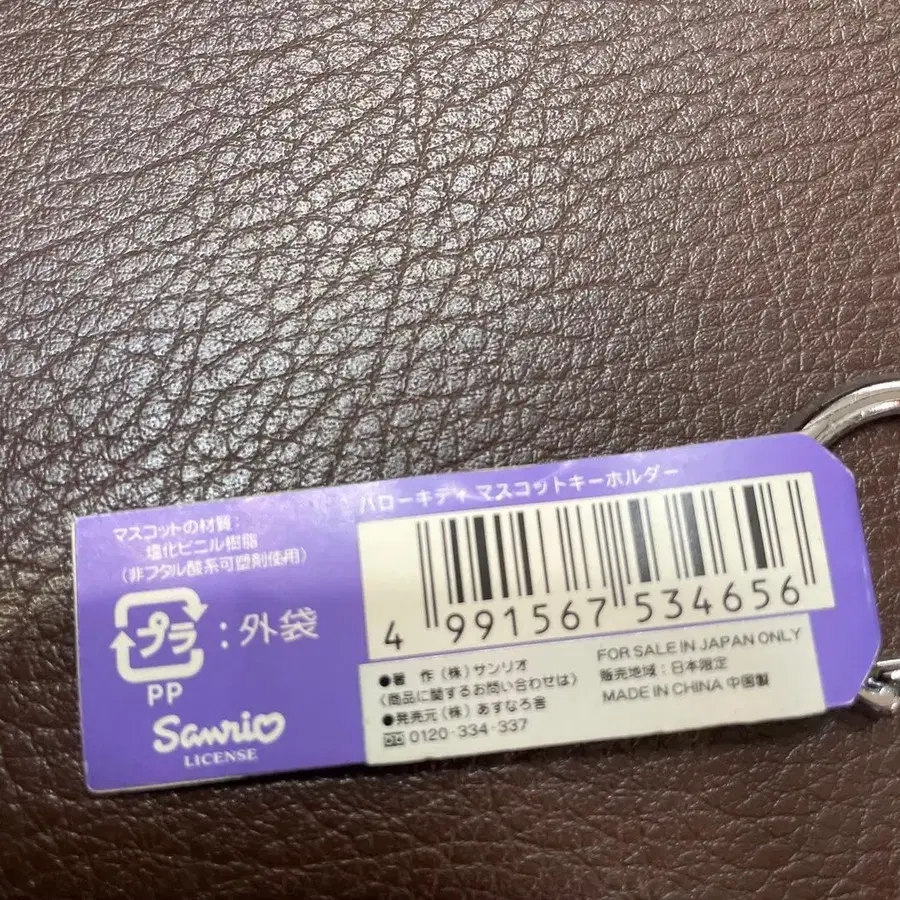 ハローキティ マスコットキーホルダー
マスコットの材質：
塩化ビニル樹脂
（非フタル酸系可塑剤使用）
プラ：外袋
PP
Sanrio
LICENSE
4 991567 534656
●著 作（株）サンリオ
〈商品に関するお問い合わせは〉
●発売元（株）あすなろ舎
0120-334-337
FOR SALE IN JAPAN ONLY
販売地域：日本限定
MADE IN CHINA 中国製